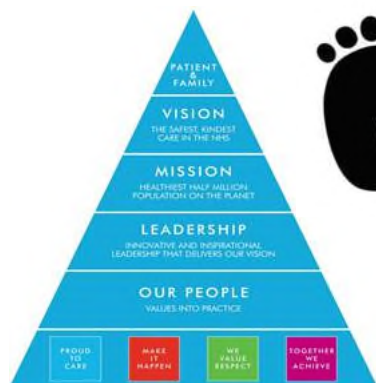 PATIENT
&
FAMILY
VISION
THE SAFEST, KINDEST
CARE IN THE NHS
MISSION
HEALTHIEST HALF MILLION
POPULATION ON THE PLANET
LEADERSHIP
INNOVATIVE AND INSPIRATIONAL
LEADERSHIP THAT DELIVERS OUR VISION
OUR PEOPLE
VALUES INTO PRACTICE
PROUD
TO
CARE
MAKE
IT
HAPPEN
WE
VALUE
RESPECT
TOGETHER
WE
ACHIEVE